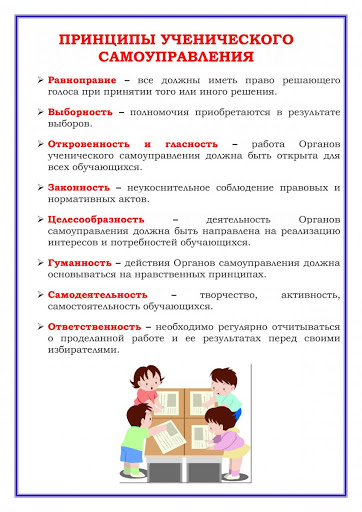 ПРИНЦИПЫ УЧЕНИЧЕСКОГО
САМОУПРАВЛЕНИЯ
➢ Равноправие – все должны иметь право решающего
голоса при принятии того или иного решения.
➢ Выборность – полномочия приобретаются в результате
выборов.
➢ Откровенность и гласность – работа Органов
ученического самоуправления должна быть открыта для
всех обучающихся.
➢ Законность – неукоснительное соблюдение правовых и
нормативных актов.
➢ Целесообразность – деятельность Органов
самоуправления должна быть направлена на реализацию
интересов и потребностей обучающихся.
➢ Гуманность – действия Органов самоуправления должна
основываться на нравственных принципах.
➢ Самодеятельность – творчество, активность,
самостоятельность обучающихся.
➢ Ответственность – необходимо регулярно отчитываться
о проделанной работе и ее результатах перед своими
избирателями.